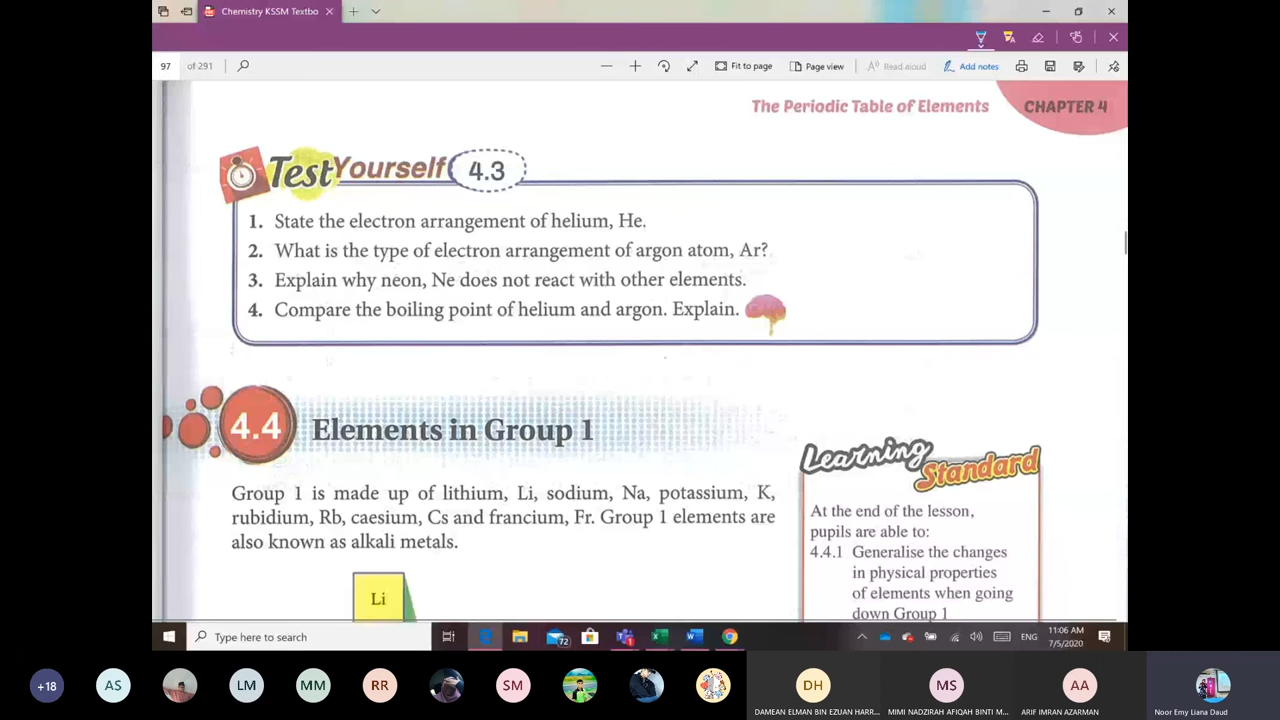 Chemistry KSSM Textbo
97 of 291
Fit to page
Page view
Read aloud
Add notes
The Periodic Table of Elements CHAPTER 4
Test Yourself 4.3
1. State the electron arrangement of helium, He.
2. What is the type of electron arrangement of argon atom, Ar?
3. Explain why neon, Ne does not react with other elements.
4. Compare the boiling point of helium and argon. Explain.
4.4 Elements in Group 1
Group 1 is made up of lithium, Li, sodium, Na, potassium, K,
rubidium, Rb, caesium, Cs and francium, Fr. Group 1 elements are
also known as alkali metals.
Li
Learning
Standard
At the end of the lesson,
pupils are able to:
4.4.1 Generalise the changes
in physical properties
of elements when going
down Group 1
Type here to search
72
ENG
11:06 AM
7/5/2020
+18
AS
LM
MM
RR
SM
DH
MS
AA
DAMEAN ELMAN BIN EZUAN HARR...
MIMI NADZIRAH AFIQAH BINTI M...
ARIF IMRAN AZARMAN
Noor Emy Liana Daud